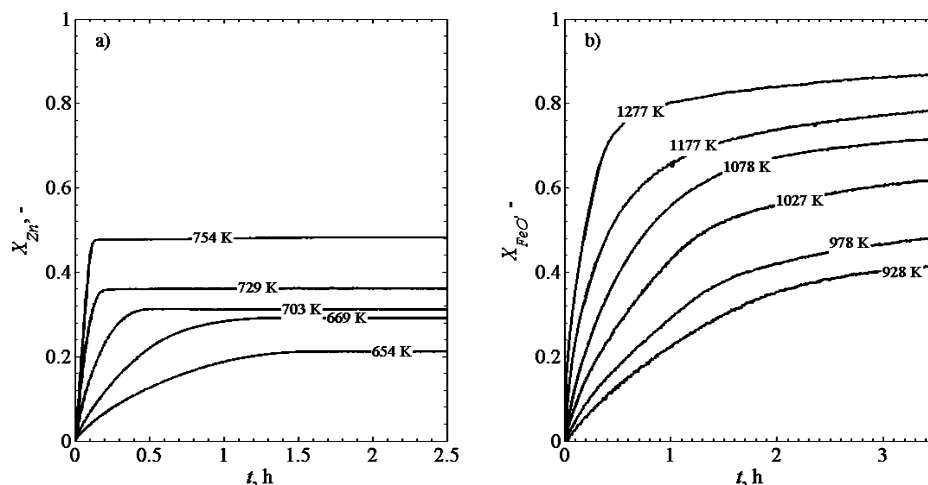 a)
1
0.8
0.6
0.4
0.2
0
X_Zn, -
754 K
729 K
703 K
669 K
654 K
0 0.5 1 1.5 2 2.5
t, h
b)
1
0.8
0.6
0.4
0.2
0
X_FeO, -
1277 K
1177 K
1078 K
1027 K
978 K
928 K
0 1 2 3
t, h